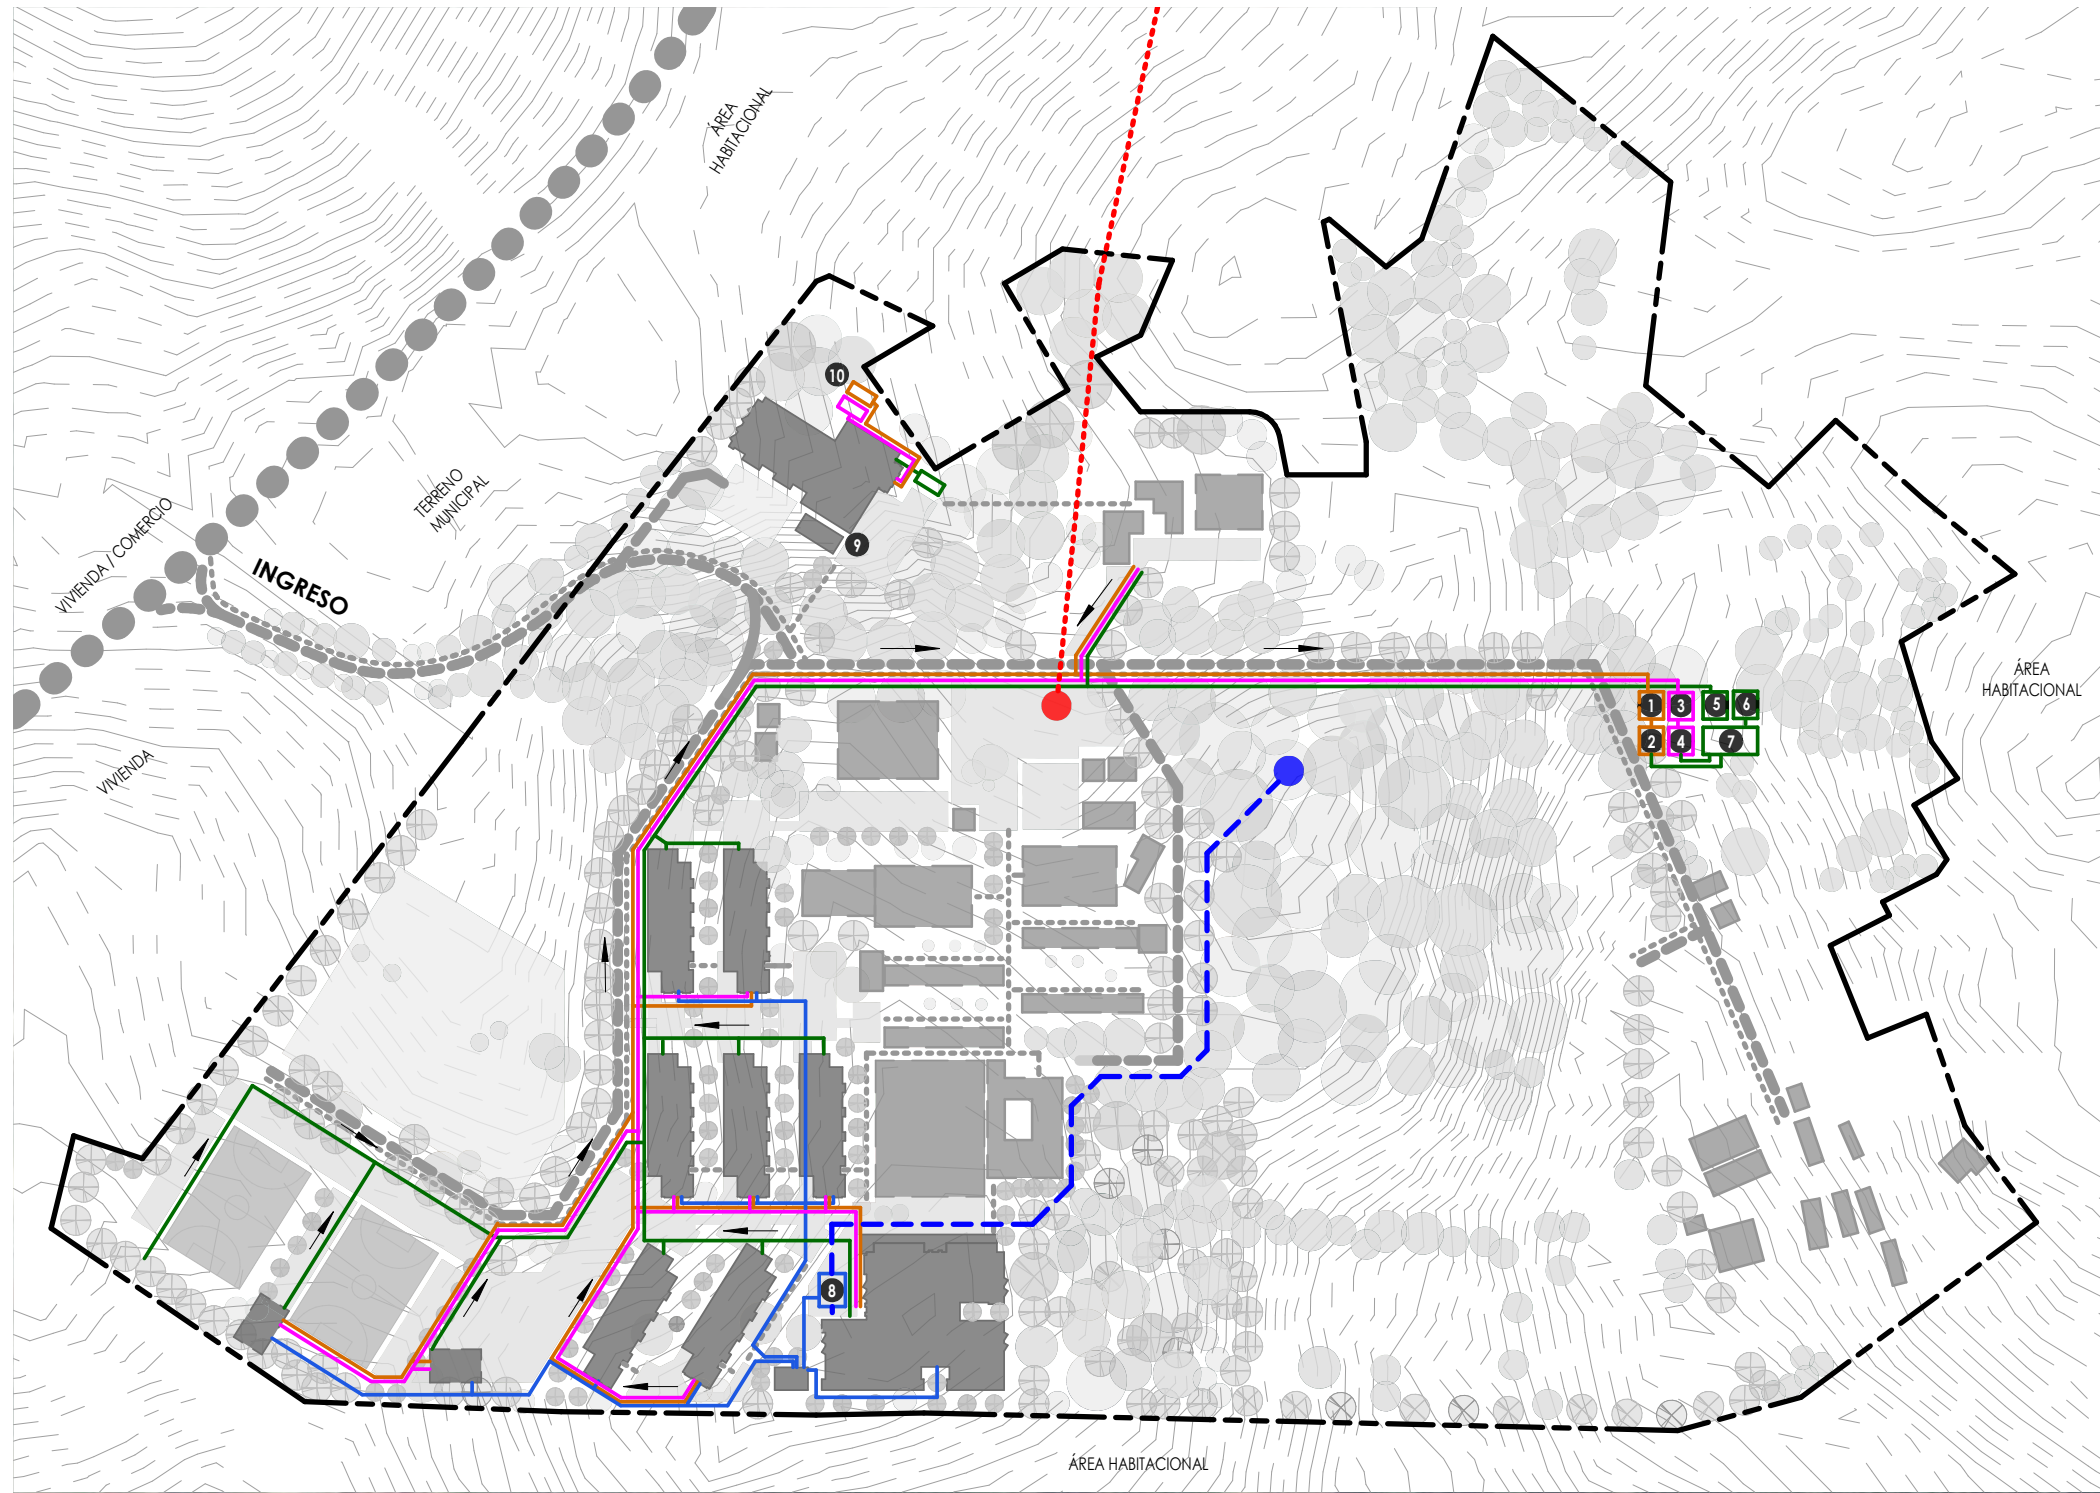 ÁREA
HABITACIONAL
10
TERRENO
MUNICIPAL
VIVIENDA / COMERCIO
9
INGRESO
ÁREA
HABITACIONAL
1
3
5
6
2
4
7
VIVIENDA
8
ÁREA HABITACIONAL